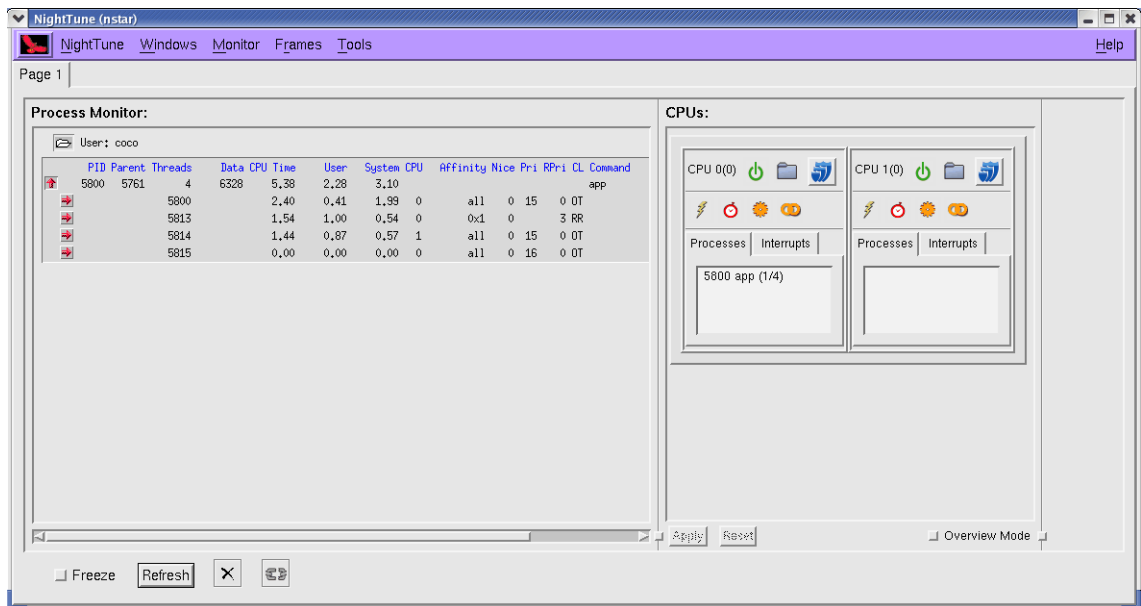 NightTune (nstar)
NightTune Windows Monitor Frames Tools Help
Page 1
Process Monitor:
User: coco
PID Parent Threads Data CPU Time User System CPU Affinity Nice Pri RPri CL Command
5800 5761 4 6328 5.38 2.28 3.10 app
5800 2.40 0.41 1.99 0 all 0 15 0 OT
5813 1.54 1.00 0.54 0 0x1 0 3 RR
5814 1.44 0.87 0.57 1 all 0 15 0 OT
5815 0.00 0.00 0.00 0 all 0 16 0 OT
CPUs:
CPU 0(0)
Processes Interrupts
5800 app (1/4)
CPU 1(0)
Processes Interrupts
Apply Reset Overview Mode
Freeze Refresh